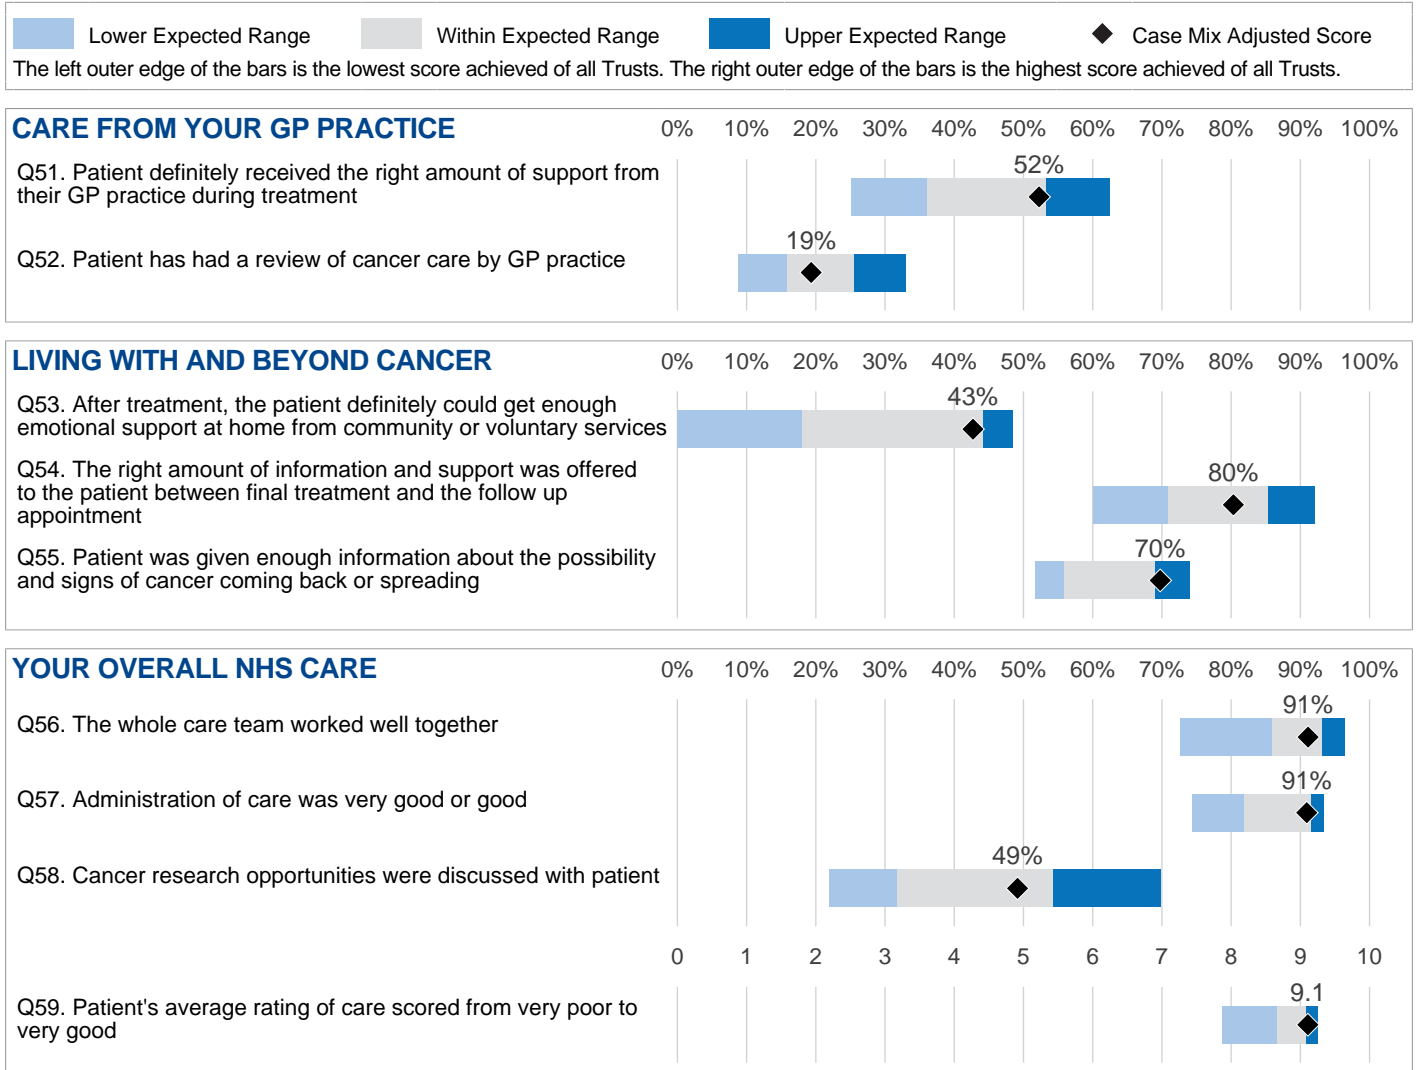 Lower Expected Range Within Expected Range Upper Expected Range Case Mix Adjusted Score
The left outer edge of the bars is the lowest score achieved of all Trusts. The right outer edge of the bars is the highest score achieved of all Trusts.
CARE FROM YOUR GP PRACTICE 0% 10% 20% 30% 40% 50% 60% 70% 80% 90% 100%
52%
Q51. Patient definitely received the right amount of support from
their GP practice during treatment
19%
Q52. Patient has had a review of cancer care by GP practice
LIVING WITH AND BEYOND CANCER 0% 10% 20% 30% 40% 50% 60% 70% 80% 90% 100%
43%
Q53. After treatment, the patient definitely could get enough
emotional support at home from community or voluntary services
80%
Q54. The right amount of information and support was offered
to the patient between final treatment and the follow up
appointment
70%
Q55. Patient was given enough information about the possibility
and signs of cancer coming back or spreading
YOUR OVERALL NHS CARE 0% 10% 20% 30% 40% 50% 60% 70% 80% 90% 100%
91%
Q56. The whole care team worked well together
91%
Q57. Administration of care was very good or good
49%
Q58. Cancer research opportunities were discussed with patient
0 1 2 3 4 5 6 7 8 9 10
9.1
Q59. Patient's average rating of care scored from very poor to
very good